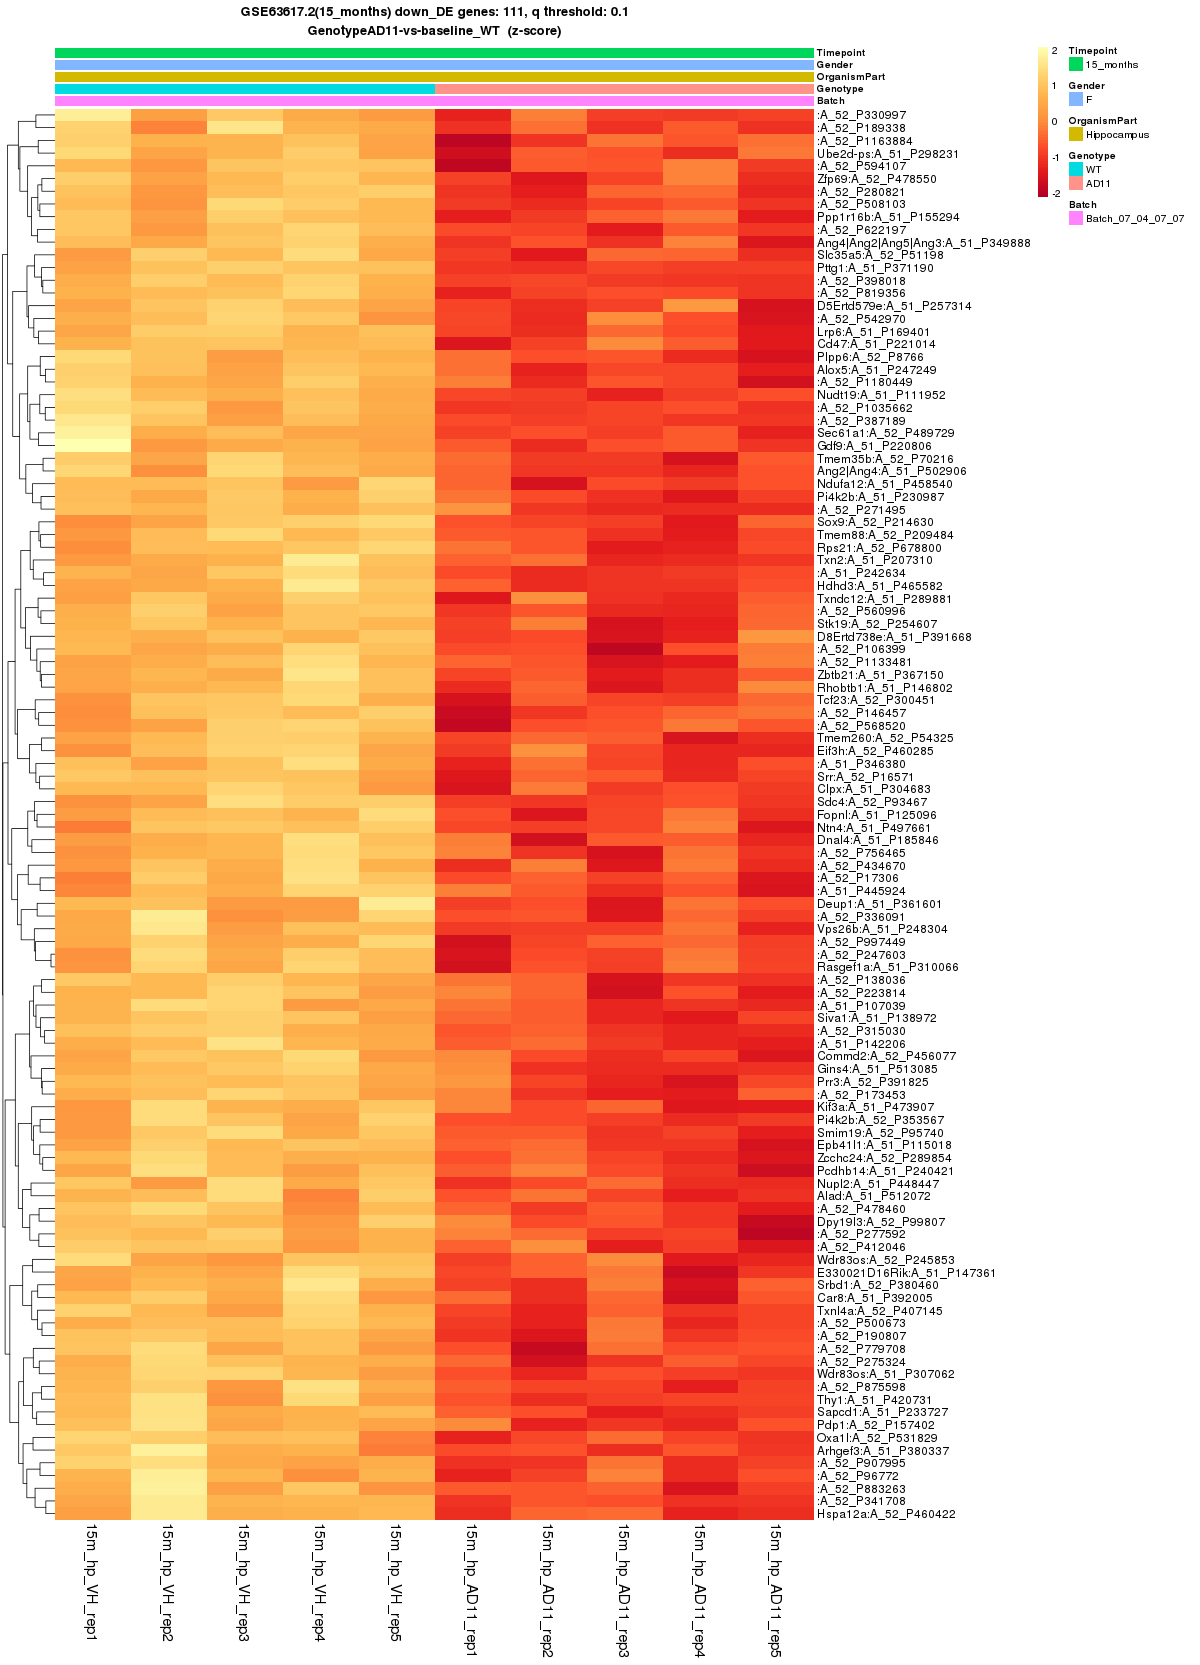 GSE63617.2(15_months) down_DE genes: 111, q threshold: 0.1
GenotypeAD11-vs-baseline_WT (z-score)
Timepoint
Gender
OrganismPart
Genotype
Batch
:A_52_P330997
:A_52_P189338
:A_52_P1163884
Ube2d-ps:A_51_P298231
:A_52_P594107
Zfp69:A_52_P478550
:A_52_P280821
:A_52_P508103
Ppp1r16b:A_51_P155294
:A_52_P622197
Ang4|Ang2|Ang5|Ang3:A_51_P349888
Slc35a5:A_52_P51198
Pttg1:A_51_P371190
:A_52_P398018
:A_52_P819356
D5Ertd579e:A_51_P257314
:A_52_P542970
Lrp6:A_51_P169401
Cd47:A_51_P221014
Plpp6:A_52_P8766
Alox5:A_51_P247249
:A_52_P1180449
Nudt19:A_51_P111952
:A_52_P1035662
:A_52_P387189
Sec61a1:A_52_P489729
Gdf9:A_51_P220806
Tmem35b:A_52_P70216
Ang2|Ang4:A_51_P502906
Ndufa12:A_52_P458540
Pi4k2b:A_51_P230987
:A_52_P271495
Sox9:A_52_P214630
Tmem88:A_52_P209484
Rps21:A_52_P678800
Txn2:A_51_P207310
:A_51_P242634
Hdhd3:A_51_P465582
Txndc12:A_51_P289881
:A_52_P560996
Stk19:A_52_P254607
D8Ertd738e:A_51_P391668
:A_52_P106399
:A_52_P1133481
Zbtb21:A_51_P367150
Rhobtb1:A_51_P146802
Tcf23:A_52_P300451
:A_52_P146457
:A_52_P568520
Tmem260:A_52_P54325
Eif3h:A_52_P460285
:A_51_P346380
Srr:A_52_P16571
Clpx:A_51_P304683
Sdc4:A_52_P93467
Fopnl:A_51_P125096
Ntn4:A_51_P497661
Dnal4:A_51_P185846
:A_52_P756465
:A_52_P434670
:A_52_P17306
:A_51_P445924
Deup1:A_51_P361601
:A_52_P336091
Vps26b:A_51_P248304
:A_52_P997449
:A_52_P247603
Rasgef1a:A_51_P310066
:A_52_P138036
:A_52_P223814
:A_51_P107039
Siva1:A_51_P138972
:A_52_P315030
:A_51_P142206
Commd2:A_52_P456077
Gins4:A_51_P513085
Prr3:A_52_P391825
:A_52_P173453
Kif3a:A_51_P473907
Pi4k2b:A_52_P353567
Smim19:A_52_P95740
Epb41l1:A_51_P115018
Zcchc24:A_52_P289854
Pcdhb14:A_51_P240421
Nupl2:A_51_P448447
Alad:A_51_P512072
:A_52_P478460
Dpy19l3:A_52_P99807
:A_52_P277592
:A_52_P412046
Wdr83os:A_52_P245853
E330021D16Rik:A_51_P147361
Srbd1:A_52_P380460
Car8:A_51_P392005
Txnl4a:A_52_P407145
:A_52_P500673
:A_52_P190807
:A_52_P779708
:A_52_P275324
Wdr83os:A_51_P307062
:A_52_P875598
Thy1:A_51_P420731
Sapcd1:A_51_P233727
Pdp1:A_52_P157402
Oxa1l:A_52_P531829
Arhgef3:A_51_P380337
:A_52_P907995
:A_52_P96772
:A_52_P883263
:A_52_P341708
Hspa12a:A_52_P460422
15m_hp_VH_rep1
15m_hp_VH_rep2
15m_hp_VH_rep3
15m_hp_VH_rep4
15m_hp_VH_rep5
15m_hp_AD11_rep1
15m_hp_AD11_rep2
15m_hp_AD11_rep3
15m_hp_AD11_rep4
15m_hp_AD11_rep5
2
1
0
-1
-2
Timepoint
15_months
Gender
F
OrganismPart
Hippocampus
Genotype
WT
AD11
Batch
Batch_07_04_07_07